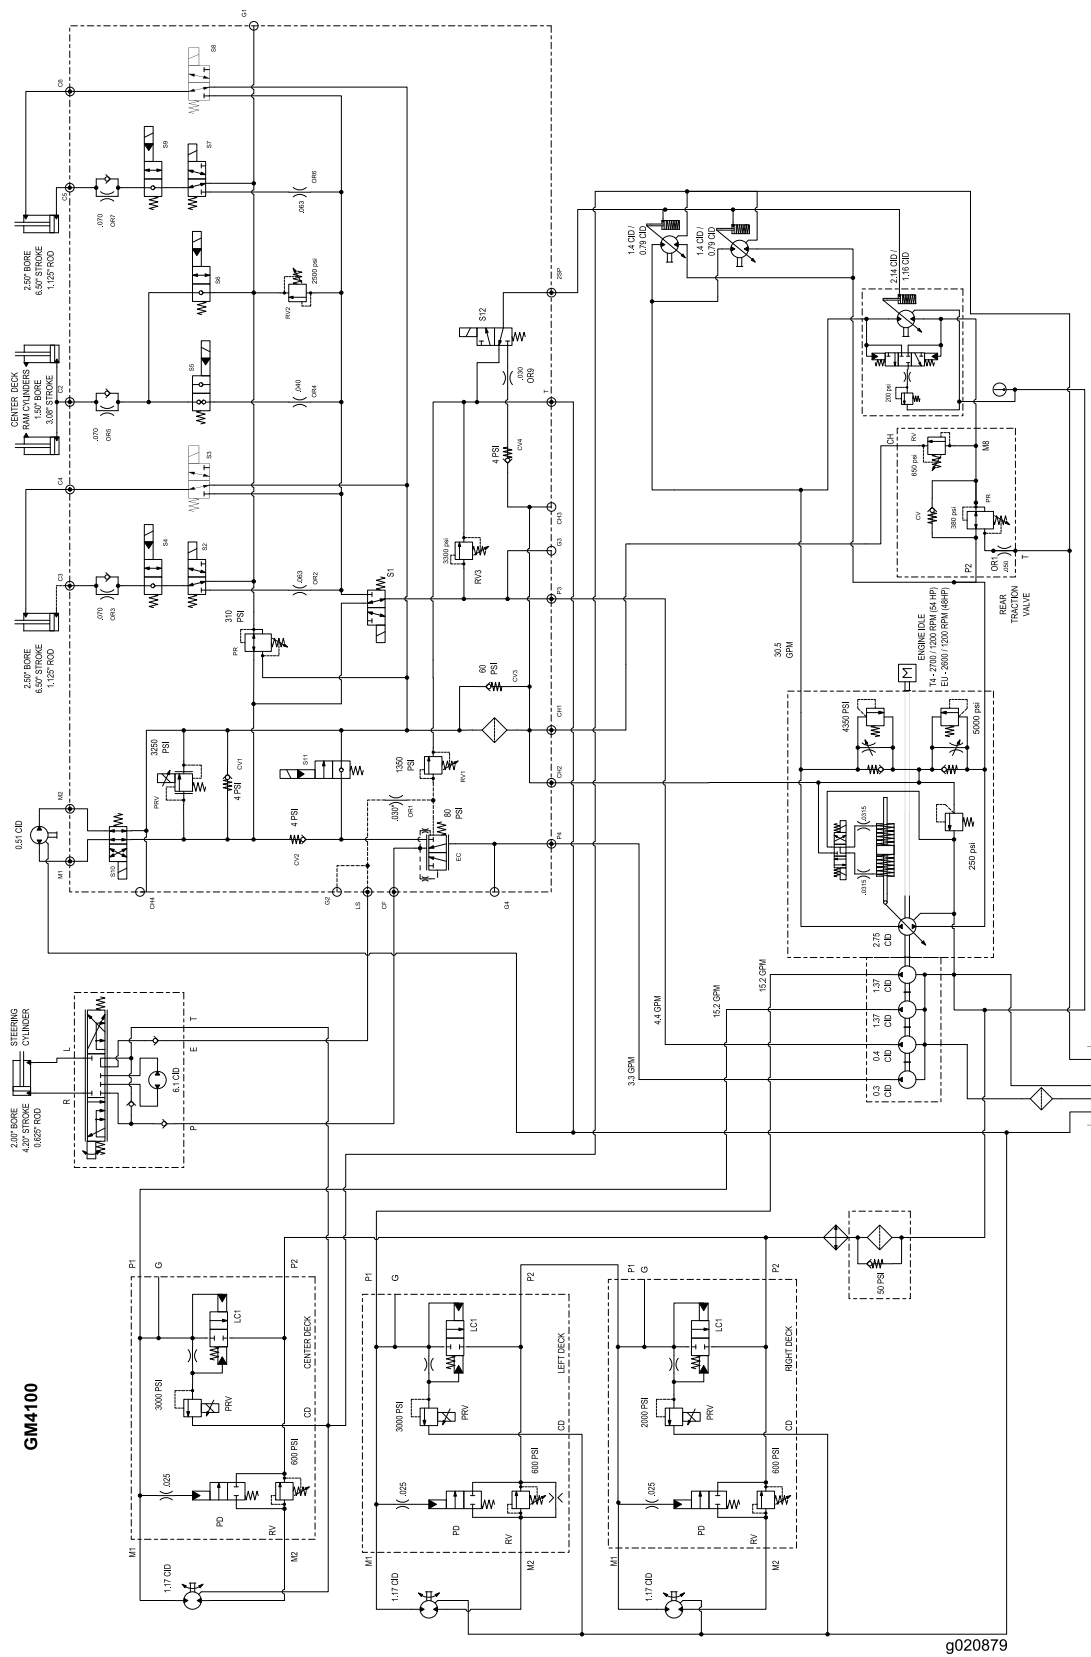 GM4100
G1
C6
S8
2.50" BORE
6.50" STROKE
1.125" ROD
C5
.070
OR7
S9
S7
OR6
.063
S6
RV2
2500 psi
CENTER DECK
RAM CYLINDERS
1.50" BORE
3.08" STROKE
C2
.070
OR5
S5
.040
OR4
C4
S3
2.50" BORE
6.50" STROKE
1.125" ROD
C3
.070
OR3
S4
S2
.063
OR2
310
PSI
PR
S1
S12
.030
OR9
4 PSI
CV4
3300 psi
RV3
2SP
T
CH3
G3
P3
60
PSI
CV3
CH1
CH2
P4
0.51 CID
M2
M1
S10
CH4
3250
PSI
PRV
CV1
4 PSI
S11
4 PSI
CV2
1350
PSI
RV1
.030"
OR1
80
PSI
EC
G2
LS
CF
G4
STEERING
CYLINDER
2.00" BORE
4.20" STROKE
0.625" ROD
L
R
T
E
P
6.1 CID
1.4 CID /
0.79 CID
1.4 CID /
0.79 CID
2.14 CID /
1.16 CID
200 psi
CH
RV
650 psi
M8
CV
380 psi
PR
P2
OR1
.050
T
REAR
TRACTION
VALVE
30.5
GPM
ENGINE IDLE
T4 - 2700 / 1200 RPM (54 HP)
EU - 2600 / 1200 RPM (48HP)
M
4350 PSI
5000 psi
.0315
.0315
250 psi
2.75
CID
1.37
CID
1.37
CID
0.4
CID
0.3
CID
15.2 GPM
15.2 GPM
4.4 GPM
3.3 GPM
50 PSI
P1
G
P2
LC1
3000 PSI
PRV
CENTER DECK
CD
.025
600 PSI
PD
RV
M1
M2
1.17 CID
P1
G
P2
LC1
3000 PSI
PRV
LEFT DECK
CD
.025
600 PSI
PD
RV
M1
M2
1.17 CID
P1
G
P2
LC1
2000 PSI
PRV
RIGHT DECK
CD
.025
600 PSI
PD
RV
M1
M2
1.17 CID
g020879